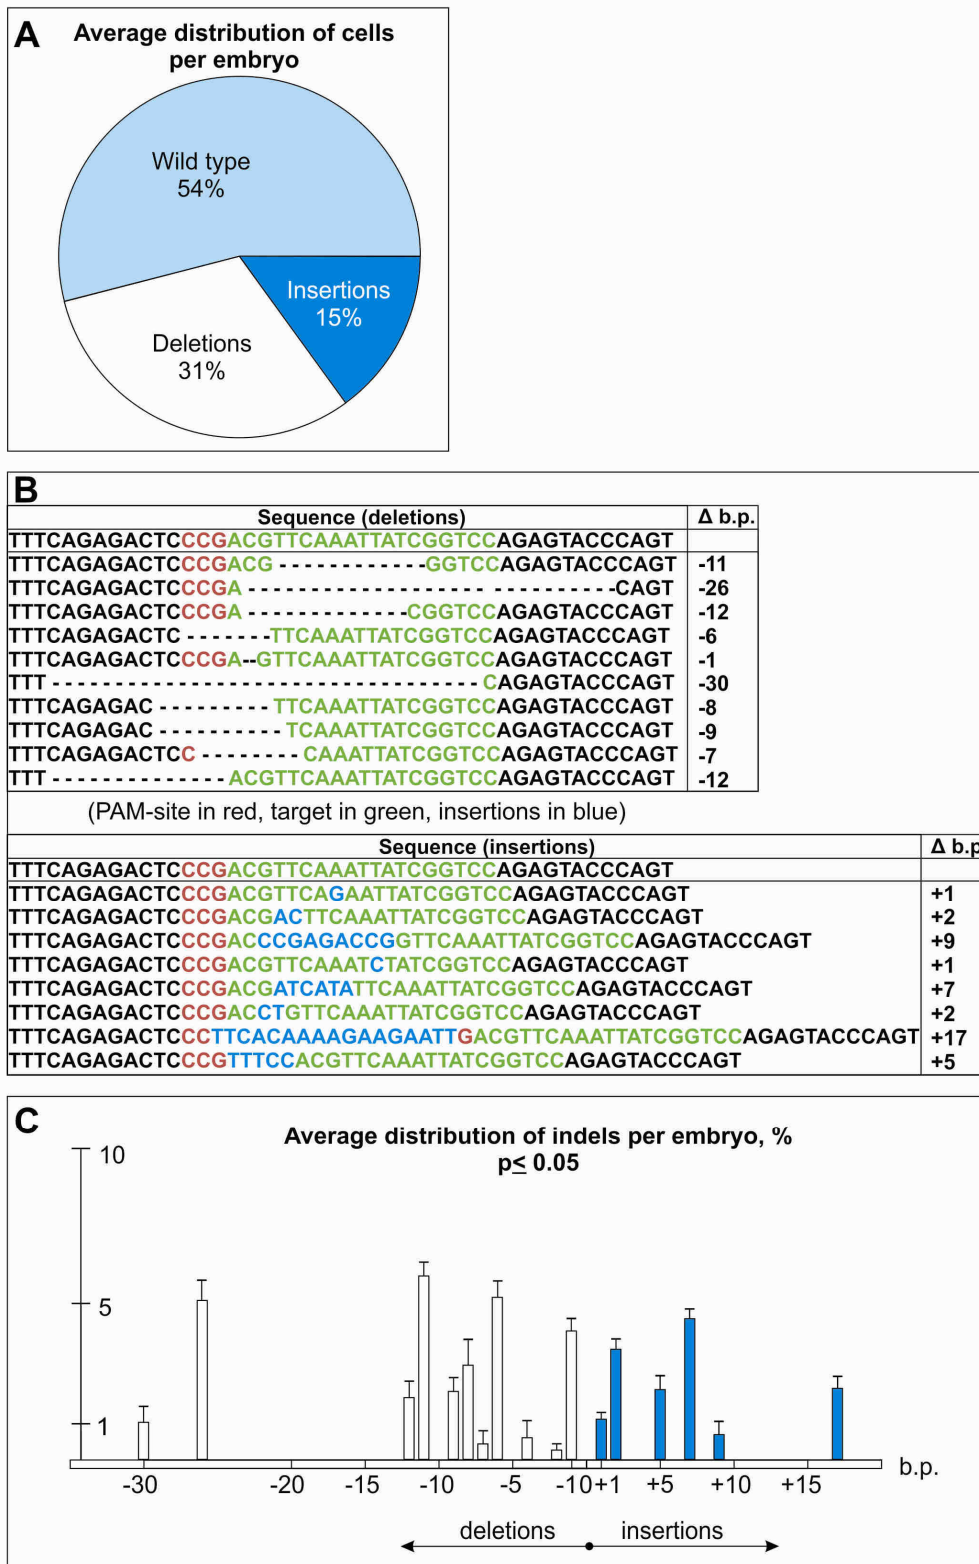 A
Average distribution of cells
per embryo
Wild type
54%
Insertions
15%
Deletions
31%
B
Sequence (deletions) Δ b.p.
TTTCAGAGACTCCCGACGTTCAAATTATCGGTCCAGAGTACCCAGT
TTTCAGAGACTCCCGACG - - - - - - - - - - - -GGTCCAGAGTACCCAGT -11
TTTCAGAGACTCCCGA - - - - - - - - - - - - - - - - - - - - - - - - - - - - - -CAGT -26
TTTCAGAGACTCCCGA - - - - - - - - - - - - -CGGTCCAGAGTACCCAGT -12
TTTCAGAGACTC - - - - - - -TTCAAATTATCGGTCCAGAGTACCCAGT -6
TTTCAGAGACTCCCGA--GTTCAAATTATCGGTCCAGAGTACCCAGT -1
TTT - - - - - - - - - - - - - - - - - - - - - - - - - - - - - - - - - - -CAGAGTACCCAGT -30
TTTCAGAGAC - - - - - - - - -TTCAAATTATCGGTCCAGAGTACCCAGT -8
TTTCAGAGAC - - - - - - - - - -TCAAATTATCGGTCCAGAGTACCCAGT -9
TTTCAGAGACTCC - - - - - - - -CAAATTATCGGTCCAGAGTACCCAGT -7
TTT - - - - - - - - - - - - - -ACGTTCAAATTATCGGTCCAGAGTACCCAGT -12
(PAM-site in red, target in green, insertions in blue)
Sequence (insertions) Δ b.p
TTTCAGAGACTCCCGACGTTCAAATTATCGGTCCAGAGTACCCAGT
TTTCAGAGACTCCCGACGTTCAGAATTATCGGTCCAGAGTACCCAGT +1
TTTCAGAGACTCCCGACGACTTCAAATTATCGGTCCAGAGTACCCAGT +2
TTTCAGAGACTCCCGACCCGAGACCGGTTCAAATTATCGGTCCAGAGTACCCAGT +9
TTTCAGAGACTCCCGACGTTCAAATCTATCGGTCCAGAGTACCCAGT +1
TTTCAGAGACTCCCGACGATCATATTCAAATTATCGGTCCAGAGTACCCAGT +7
TTTCAGAGACTCCCGACCTGTTCAAATTATCGGTCCAGAGTACCCAGT +2
TTTCAGAGACTCCCTTCACAAAAGAAGAATTGACGTTCAAATTATCGGTCCAGAGTACCCAGT +17
TTTCAGAGACTCCCGTTTCCACGTTCAAATTATCGGTCCAGAGTACCCAGT +5
C
Average distribution of indels per embryo, %
p≤ 0.05
10
5
1
-30 -20 -15 -10 -5 -10+1 +5 +10 +15 b.p.
deletions insertions